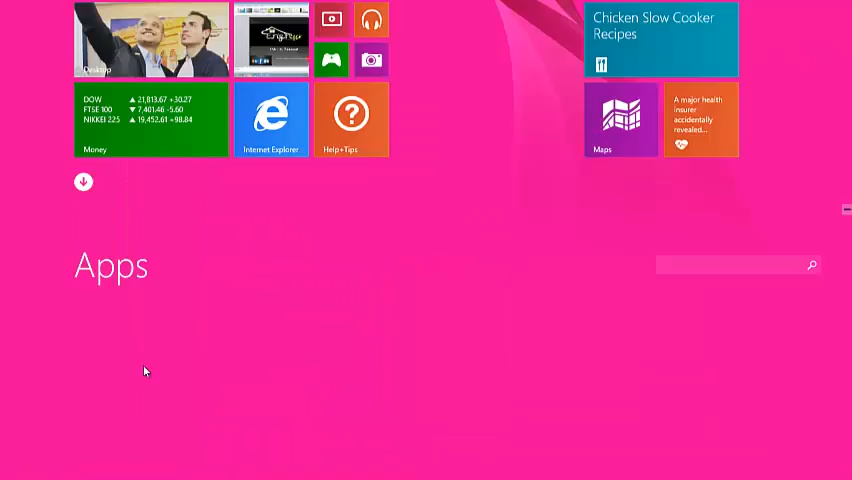 Desktop
Chicken Slow Cooker
Recipes
DOW ▲ 21,813.67 +30.27
FTSE 100 ▼ 7,401.46 -5.60
NIKKEI 225 ▲ 19,452.61 +98.84
Money
Internet Explorer
Help+Tips
Maps
A major health
insurer
accidentally
revealed...
Apps